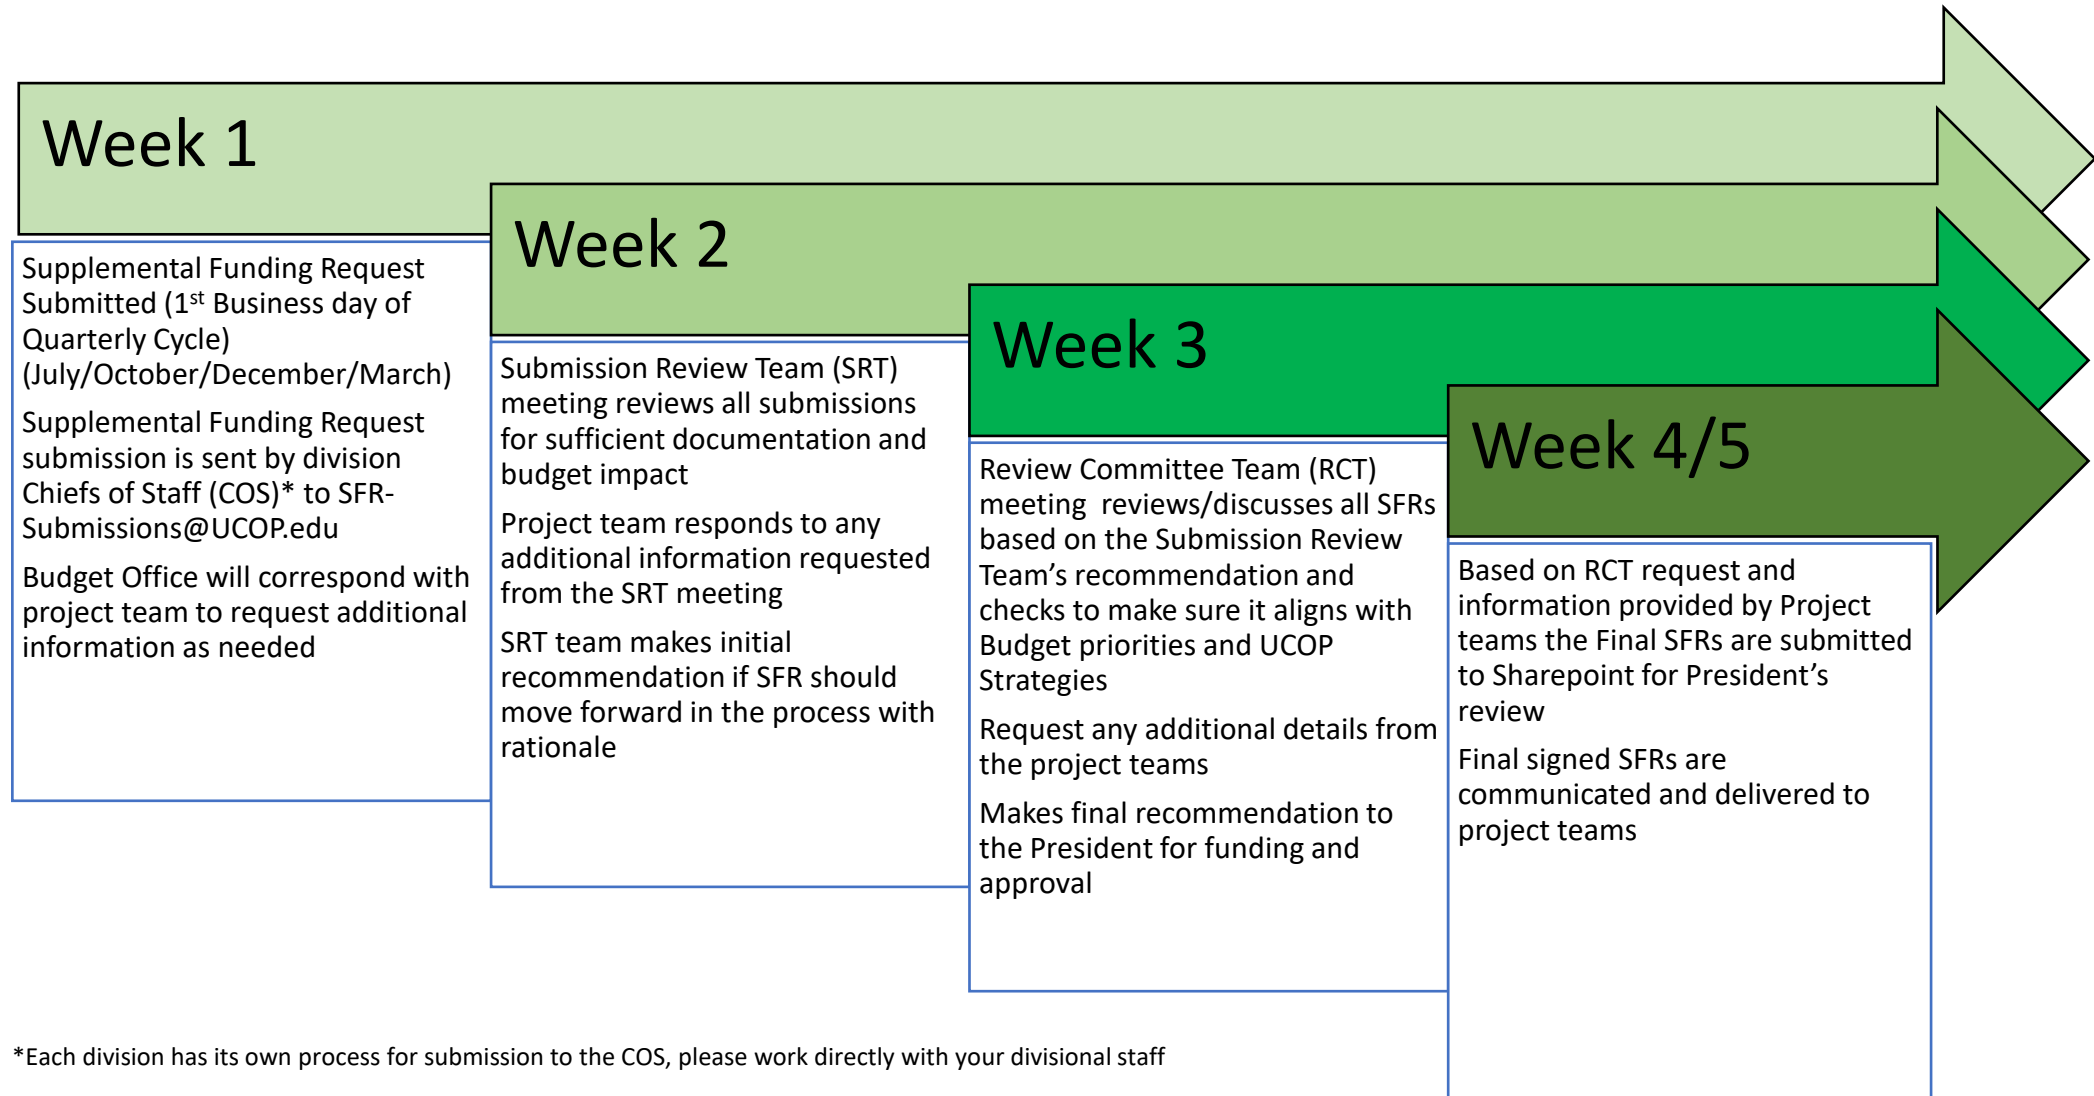 Week 1
Supplemental Funding Request
Submitted (1st Business day of
Quarterly Cycle)
(July/October/December/March)
Supplemental Funding Request
submission is sent by division
Chiefs of Staff (COS)* to SFR-
Submissions@UCOP.edu
Budget Office will correspond with
project team to request additional
information as needed
Week 2
Submission Review Team (SRT)
meeting reviews all submissions
for sufficient documentation and
budget impact
Project team responds to any
additional information requested
from the SRT meeting
SRT team makes initial
recommendation if SFR should
move forward in the process with
rationale
Week 3
Review Committee Team (RCT)
meeting  reviews/discusses all SFRs
based on the Submission Review
Team’s recommendation and
checks to make sure it aligns with
Budget priorities and UCOP
Strategies
Request any additional details from
the project teams
Makes final recommendation to
the President for funding and
approval
Week 4/5
Based on RCT request and
information provided by Project
teams the Final SFRs are submitted
to Sharepoint for President’s
review
Final signed SFRs are
communicated and delivered to
project teams
*Each division has its own process for submission to the COS, please work directly with your divisional staff